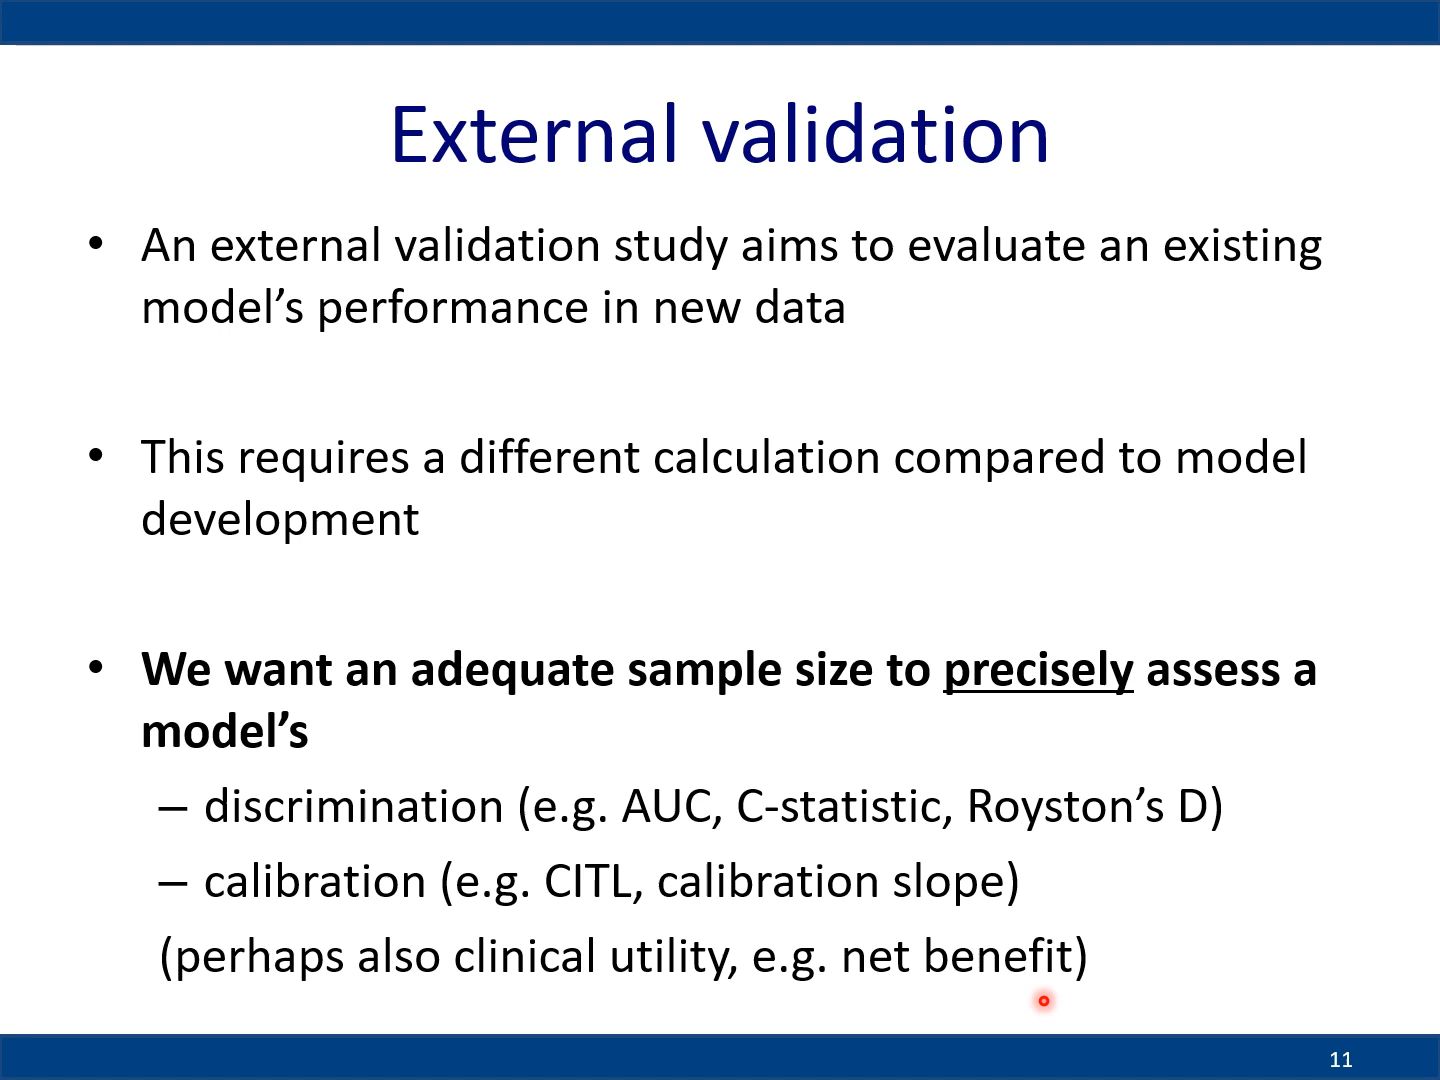 External validation
• An external validation study aims to evaluate an existing
model’s performance in new data
• This requires a different calculation compared to model
development
• We want an adequate sample size to precisely assess a
model’s
– discrimination (e.g. AUC, C-statistic, Royston’s D)
– calibration (e.g. CITL, calibration slope)
(perhaps also clinical utility, e.g. net benefit)
11